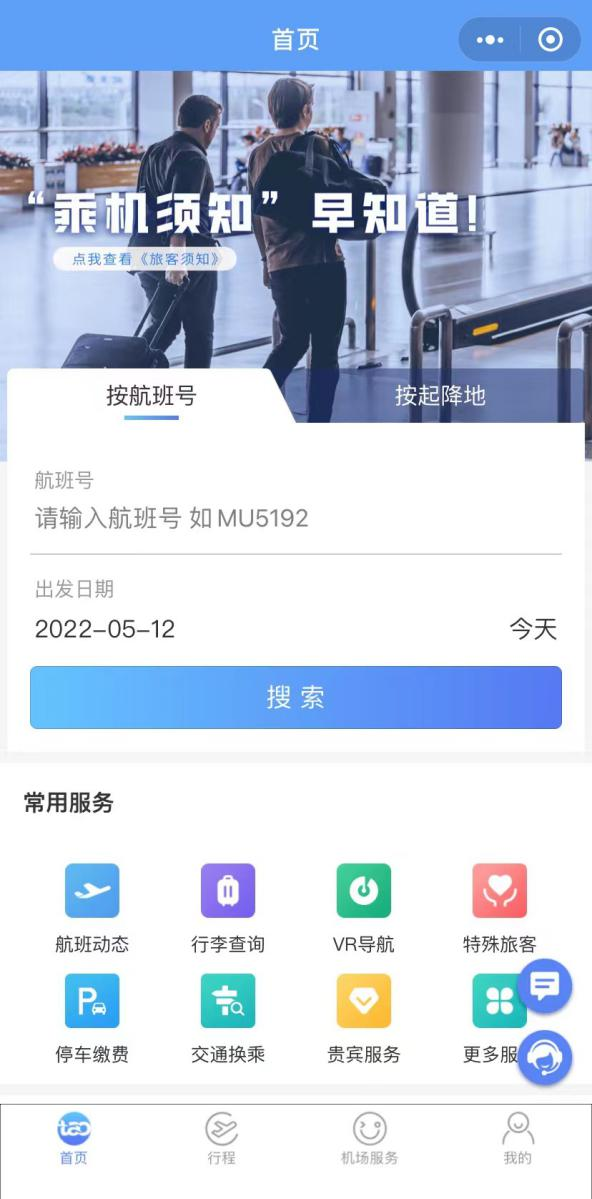 首页
“乘机须知”早知道!
点我查看《旅客须知》
按航班号
按起降地
航班号
请输入航班号 如MU5192
出发日期
2022-05-12
今天
搜索
常用服务
航班动态
行李查询
VR导航
特殊旅客
P
停车缴费
交通换乘
贵宾服务
更多服
tao
首页
行程
机场服务
我的